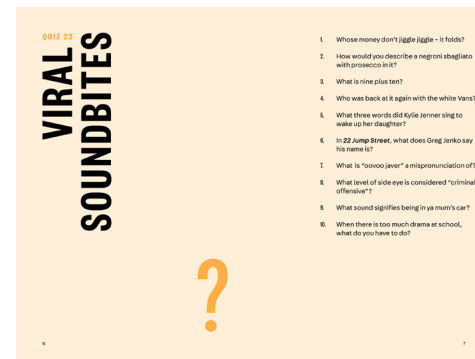 QUIZ 23
VIRAL
SOUNDBITES
?
6
1. Whose money don't jiggle jiggle – it folds?
2. How would you describe a negroni sbagliato
with prosecco in it?
3. What is nine plus ten?
4. Who was back at it again with the white Vans?
5. What three words did Kylie Jenner sing to
wake up her daughter?
6. In 22 Jump Street, what does Greg Jenko say
his name is?
7. What is "oovoo javer" a mispronunciation of?
8. What level of side eye is considered "criminal
offensive"?
9. What sound signifies being in ya mum's car?
10. When there is too much drama at school,
what do you have to do?
7